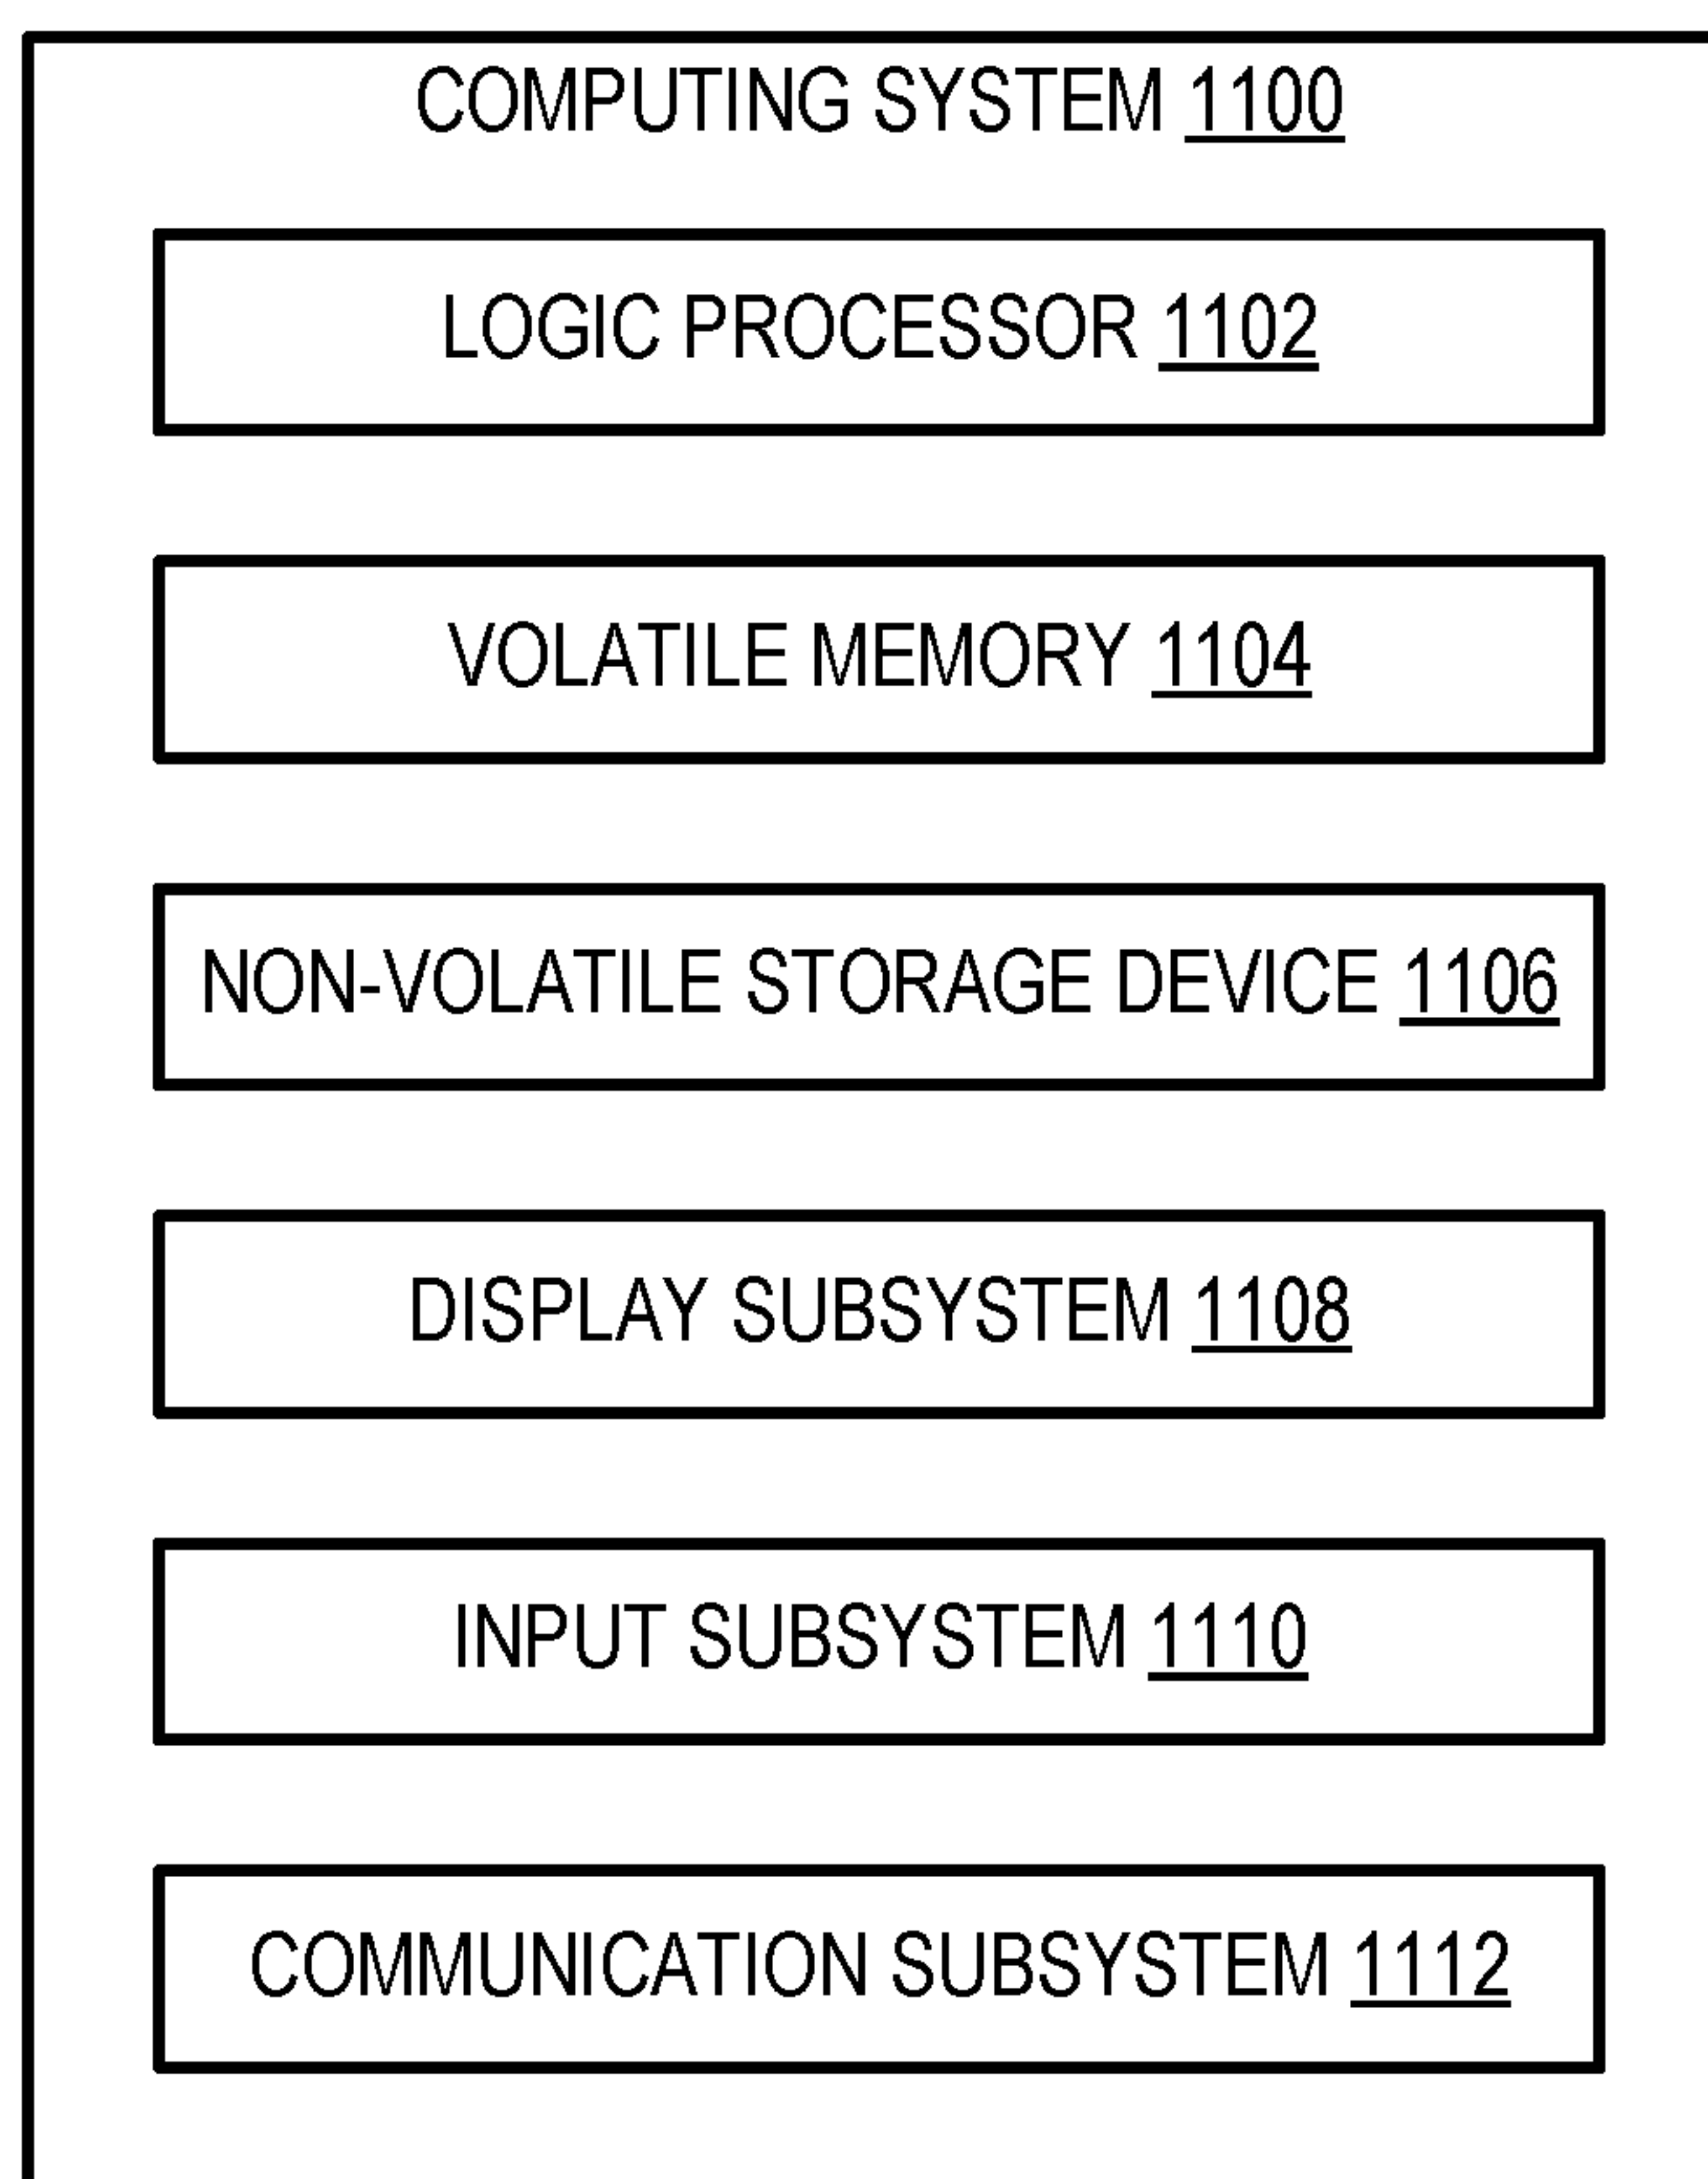 COMPUTING SYSTEM 1100
LOGIC PROCESSOR 1102
VOLATILE MEMORY 1104
NON-VOLATILE STORAGE DEVICE 1106
DISPLAY SUBSYSTEM 1108
INPUT SUBSYSTEM 1110
COMMUNICATION SUBSYSTEM 1112